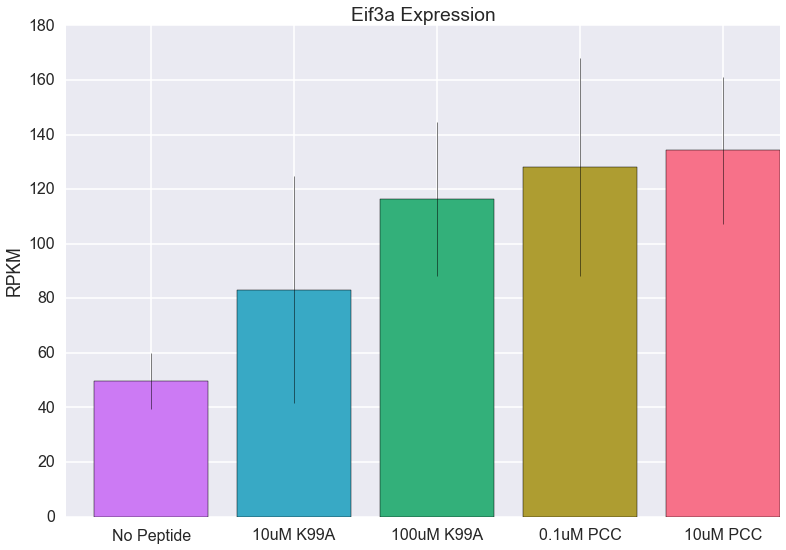 Eif3a Expression
RPKM
180
160
140
120
100
80
60
40
20
0
No Peptide
10uM K99A
100uM K99A
0.1uM PCC
10uM PCC